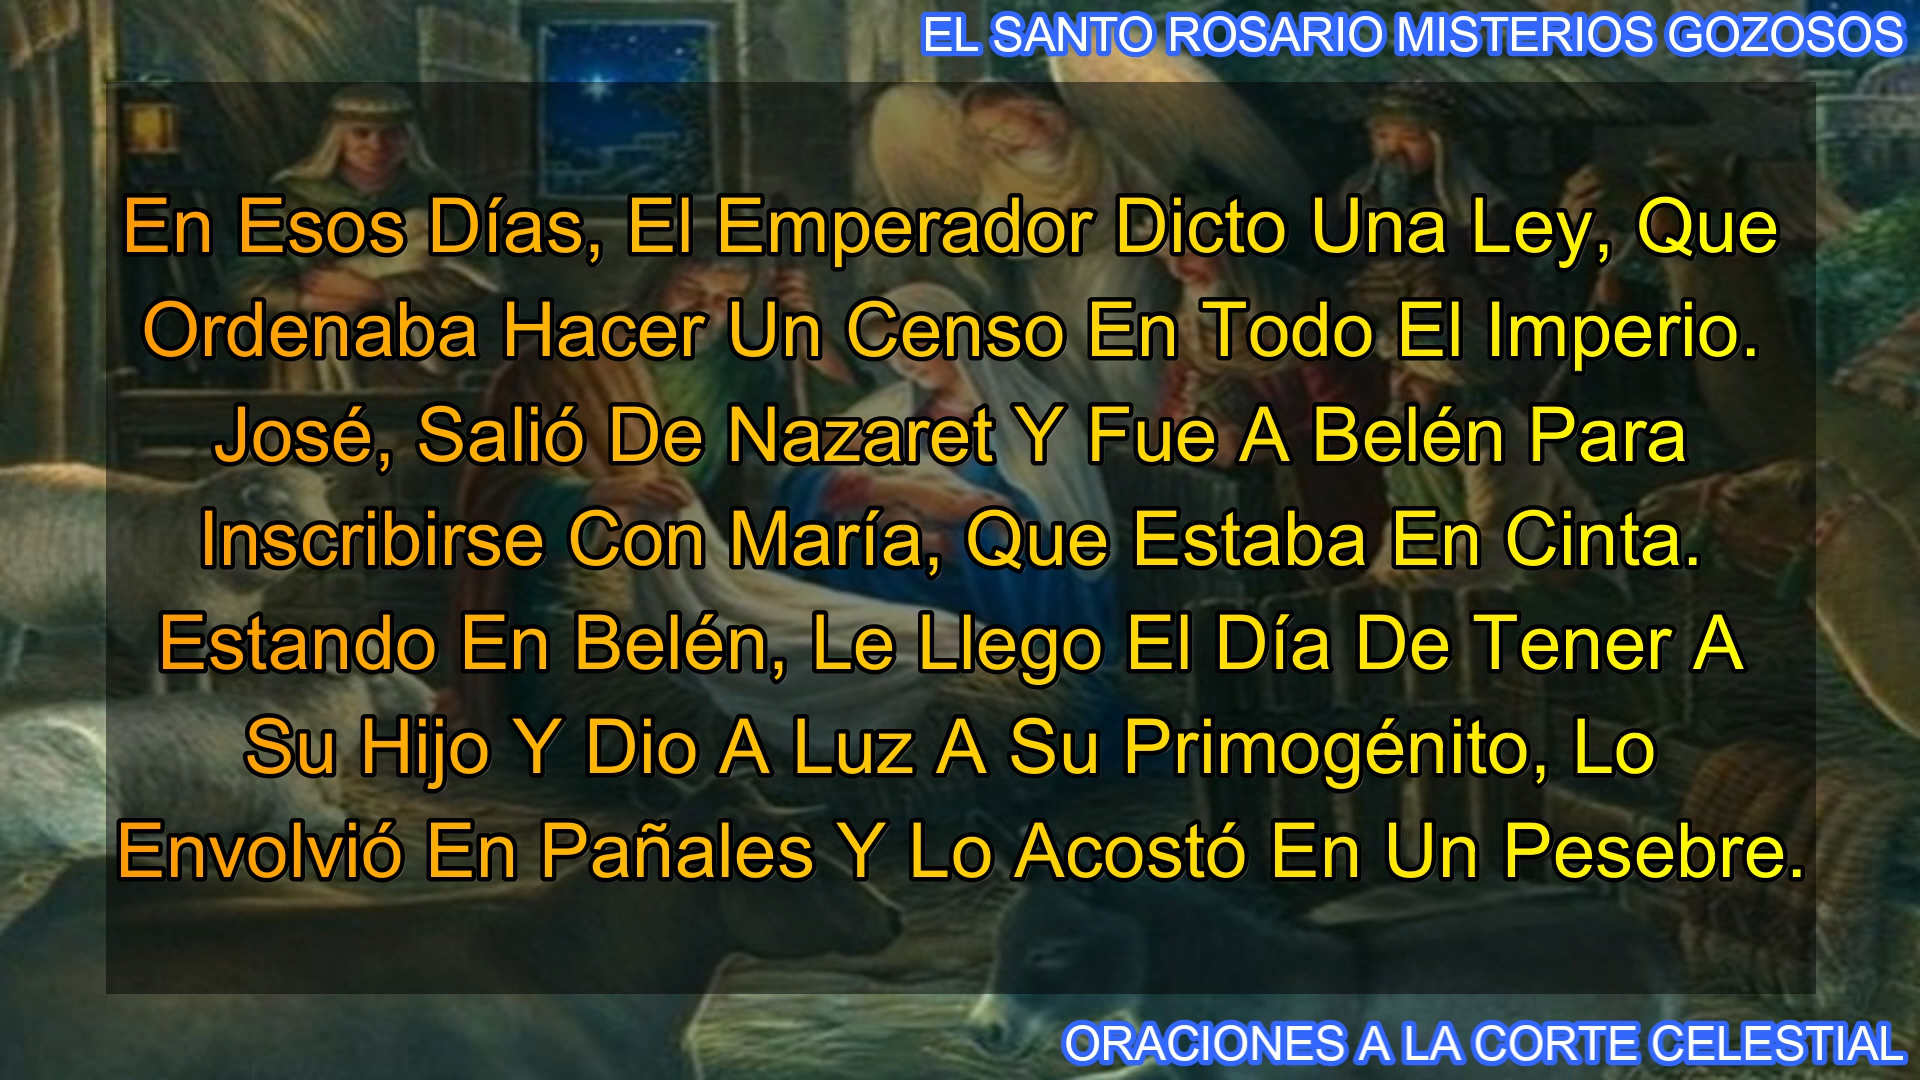 EL SANTO ROSARIO MISTERIOS GOZOSOS
En Esos Días, El Emperador Dicto Una Ley, Que
Ordenaba Hacer Un Censo En Todo El Imperio.
José, Salió De Nazaret Y Fue A Belén Para
Inscribirse Con María, Que Estaba En Cinta.
Estando En Belén, Le Llego El Día De Tener A
Su Hijo Y Dio A Luz A Su Primogénito, Lo
Envolvió En Pañales Y Lo Acostó En Un Pesebre.
ORACIONES A LA CORTE CELESTIAL